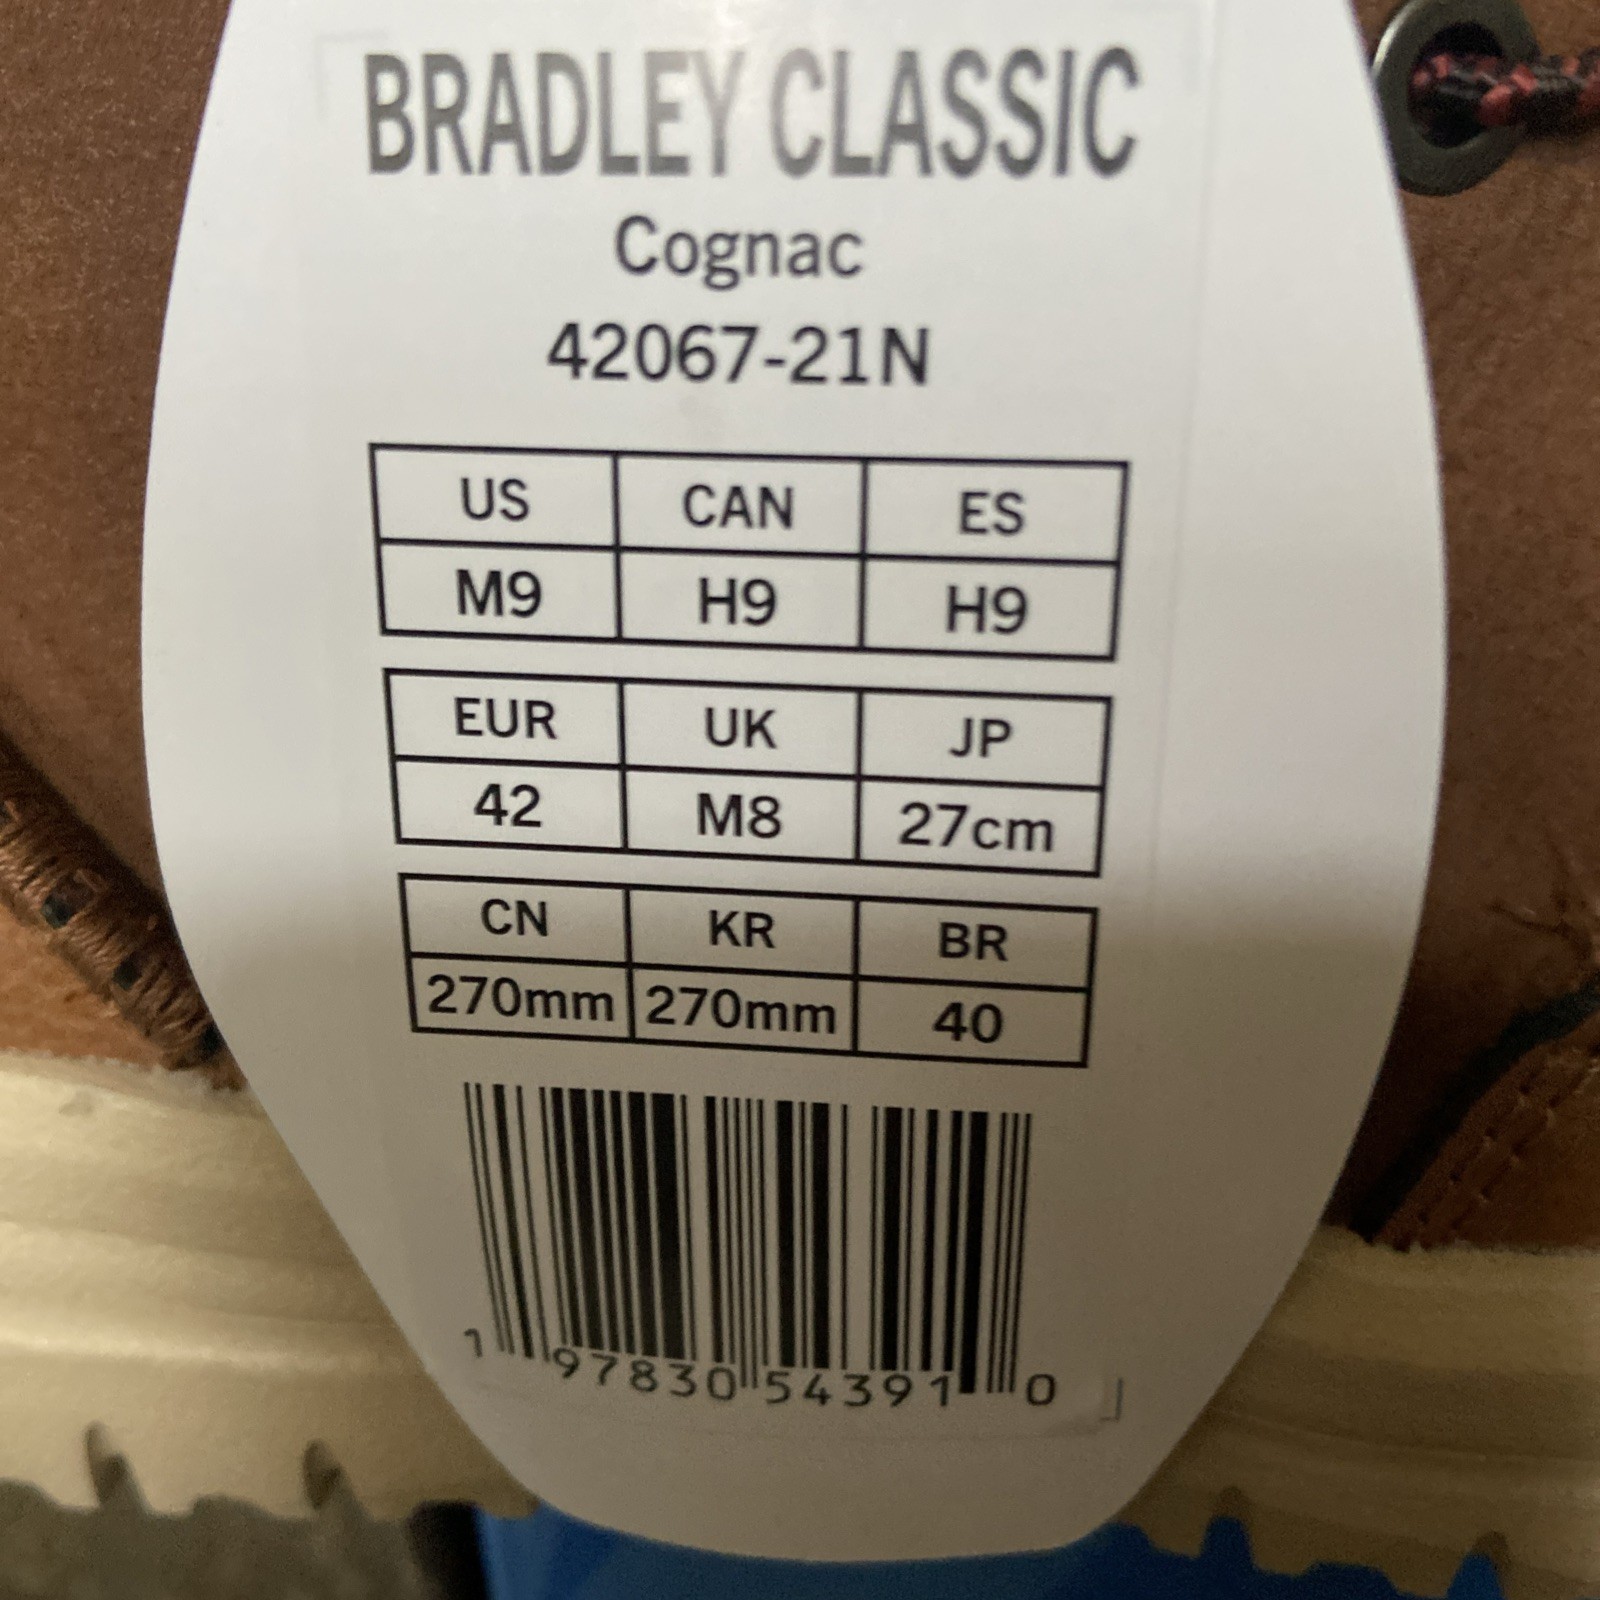 BRADLEY CLASSIC
Cognac
42067-21N
US CAN ES
M9 H9 H9
EUR UK JP
42 M8 27cm
CN KR BR
270mm 270mm 40
1 97830 54391 0